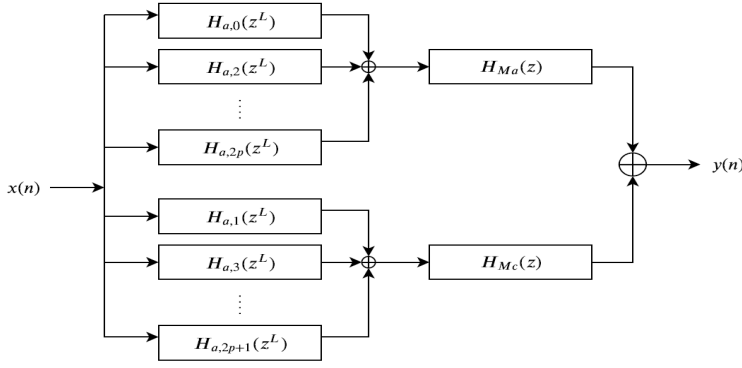 H_{a,0}(z^L)
H_{a,2}(z^L)
⋮
H_{a,2p}(z^L)
H_{Ma}(z)
x(n)
y(n)
H_{a,1}(z^L)
H_{a,3}(z^L)
⋮
H_{a,2p+1}(z^L)
H_{Mc}(z)